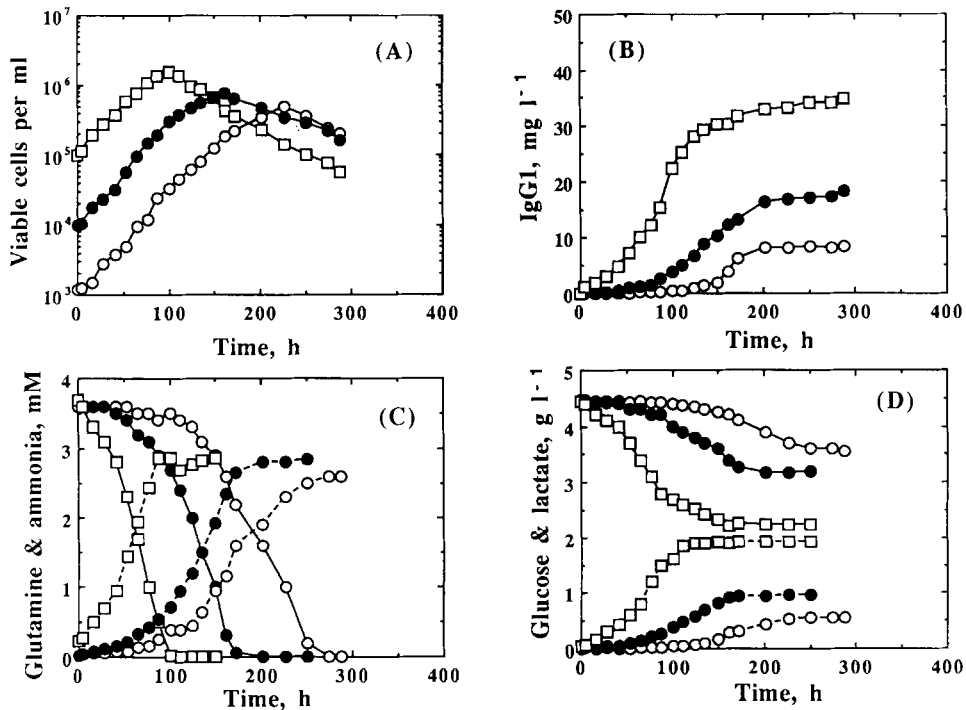 (A)
Viable cells per ml
10^7
10^6
10^5
10^4
10^3
0 100 200 300 400
Time, h
(B)
IgG1, mg l^-1
50
40
30
20
10
0
0 100 200 300 400
Time, h
(C)
Glutamine & ammonia, mM
4
3
2
1
0
0 100 200 300 400
Time, h
(D)
Glucose & lactate, g l^-1
5
4
3
2
1
0
0 100 200 300 400
Time, h